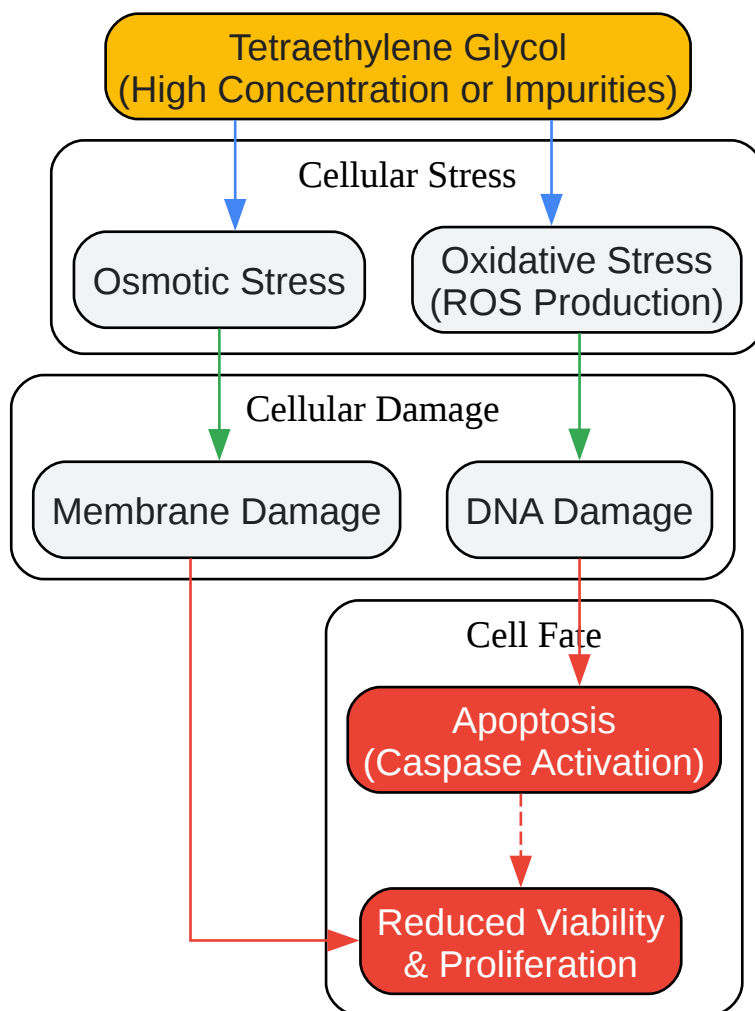 Tetraethylene Glycol
(High Concentration or Impurities)
Cellular Stress
Osmotic Stress
Oxidative Stress
(ROS Production)
Cellular Damage
Membrane Damage
DNA Damage
Cell Fate
Apoptosis
(Caspase Activation)
Reduced Viability
& Proliferation